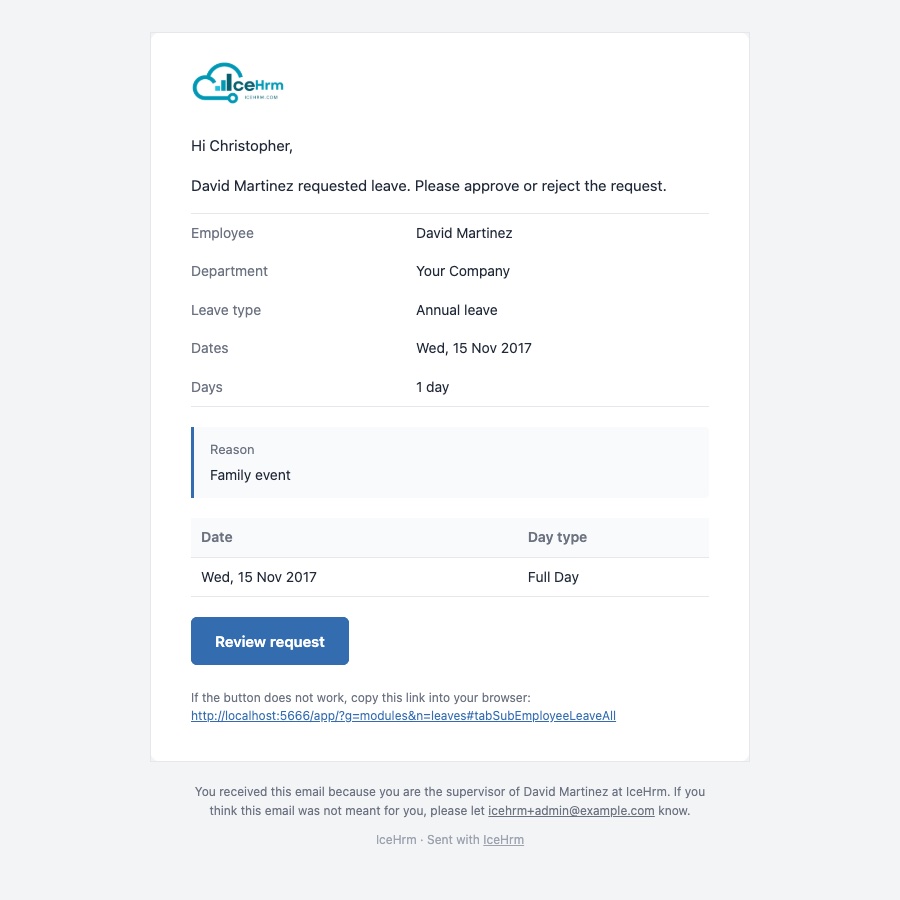 IceHrm
ICEHRM.COM
Hi Christopher,
David Martinez requested leave. Please approve or reject the request.
Employee David Martinez
Department Your Company
Leave type Annual leave
Dates Wed, 15 Nov 2017
Days 1 day
Reason
Family event
Date Day type
Wed, 15 Nov 2017 Full Day
Review request
If the button does not work, copy this link into your browser:
http://localhost:5666/app/?g=modules&n=leaves#tabSubEmployeeLeaveAll
You received this email because you are the supervisor of David Martinez at IceHrm. If you
think this email was not meant for you, please let icehrm+admin@example.com know.
IceHrm · Sent with IceHrm